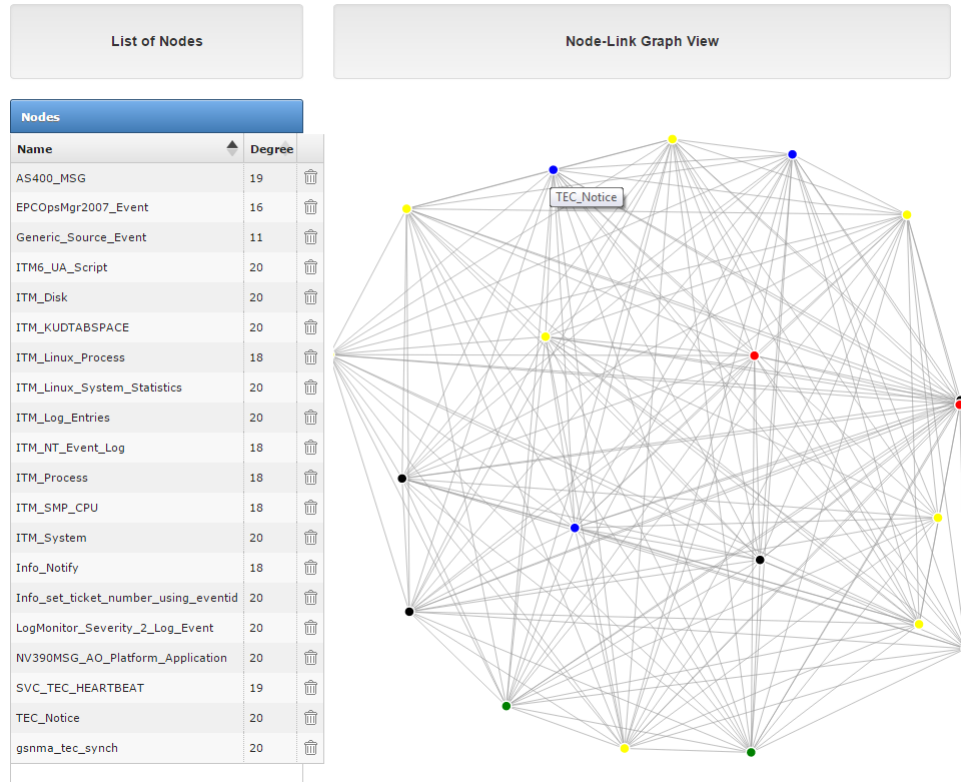 List of Nodes
Node-Link Graph View
Nodes
Name Degree
AS400_MSG 19
EPCOpsMgr2007_Event 16
Generic_Source_Event 11
ITM6_UA_Script 20
ITM_Disk 20
ITM_KUDTABSPACE 20
ITM_Linux_Process 18
ITM_Linux_System_Statistics 20
ITM_Log_Entries 20
ITM_NT_Event_Log 18
ITM_Process 18
ITM_SMP_CPU 18
ITM_System 20
Info_Notify 18
Info_set_ticket_number_using_eventid 20
LogMonitor_Severity_2_Log_Event 20
NV390MSG_AO_Platform_Application 20
SVC_TEC_HEARTBEAT 19
TEC_Notice 20
gsnma_tec_synch 20
TEC_Notice